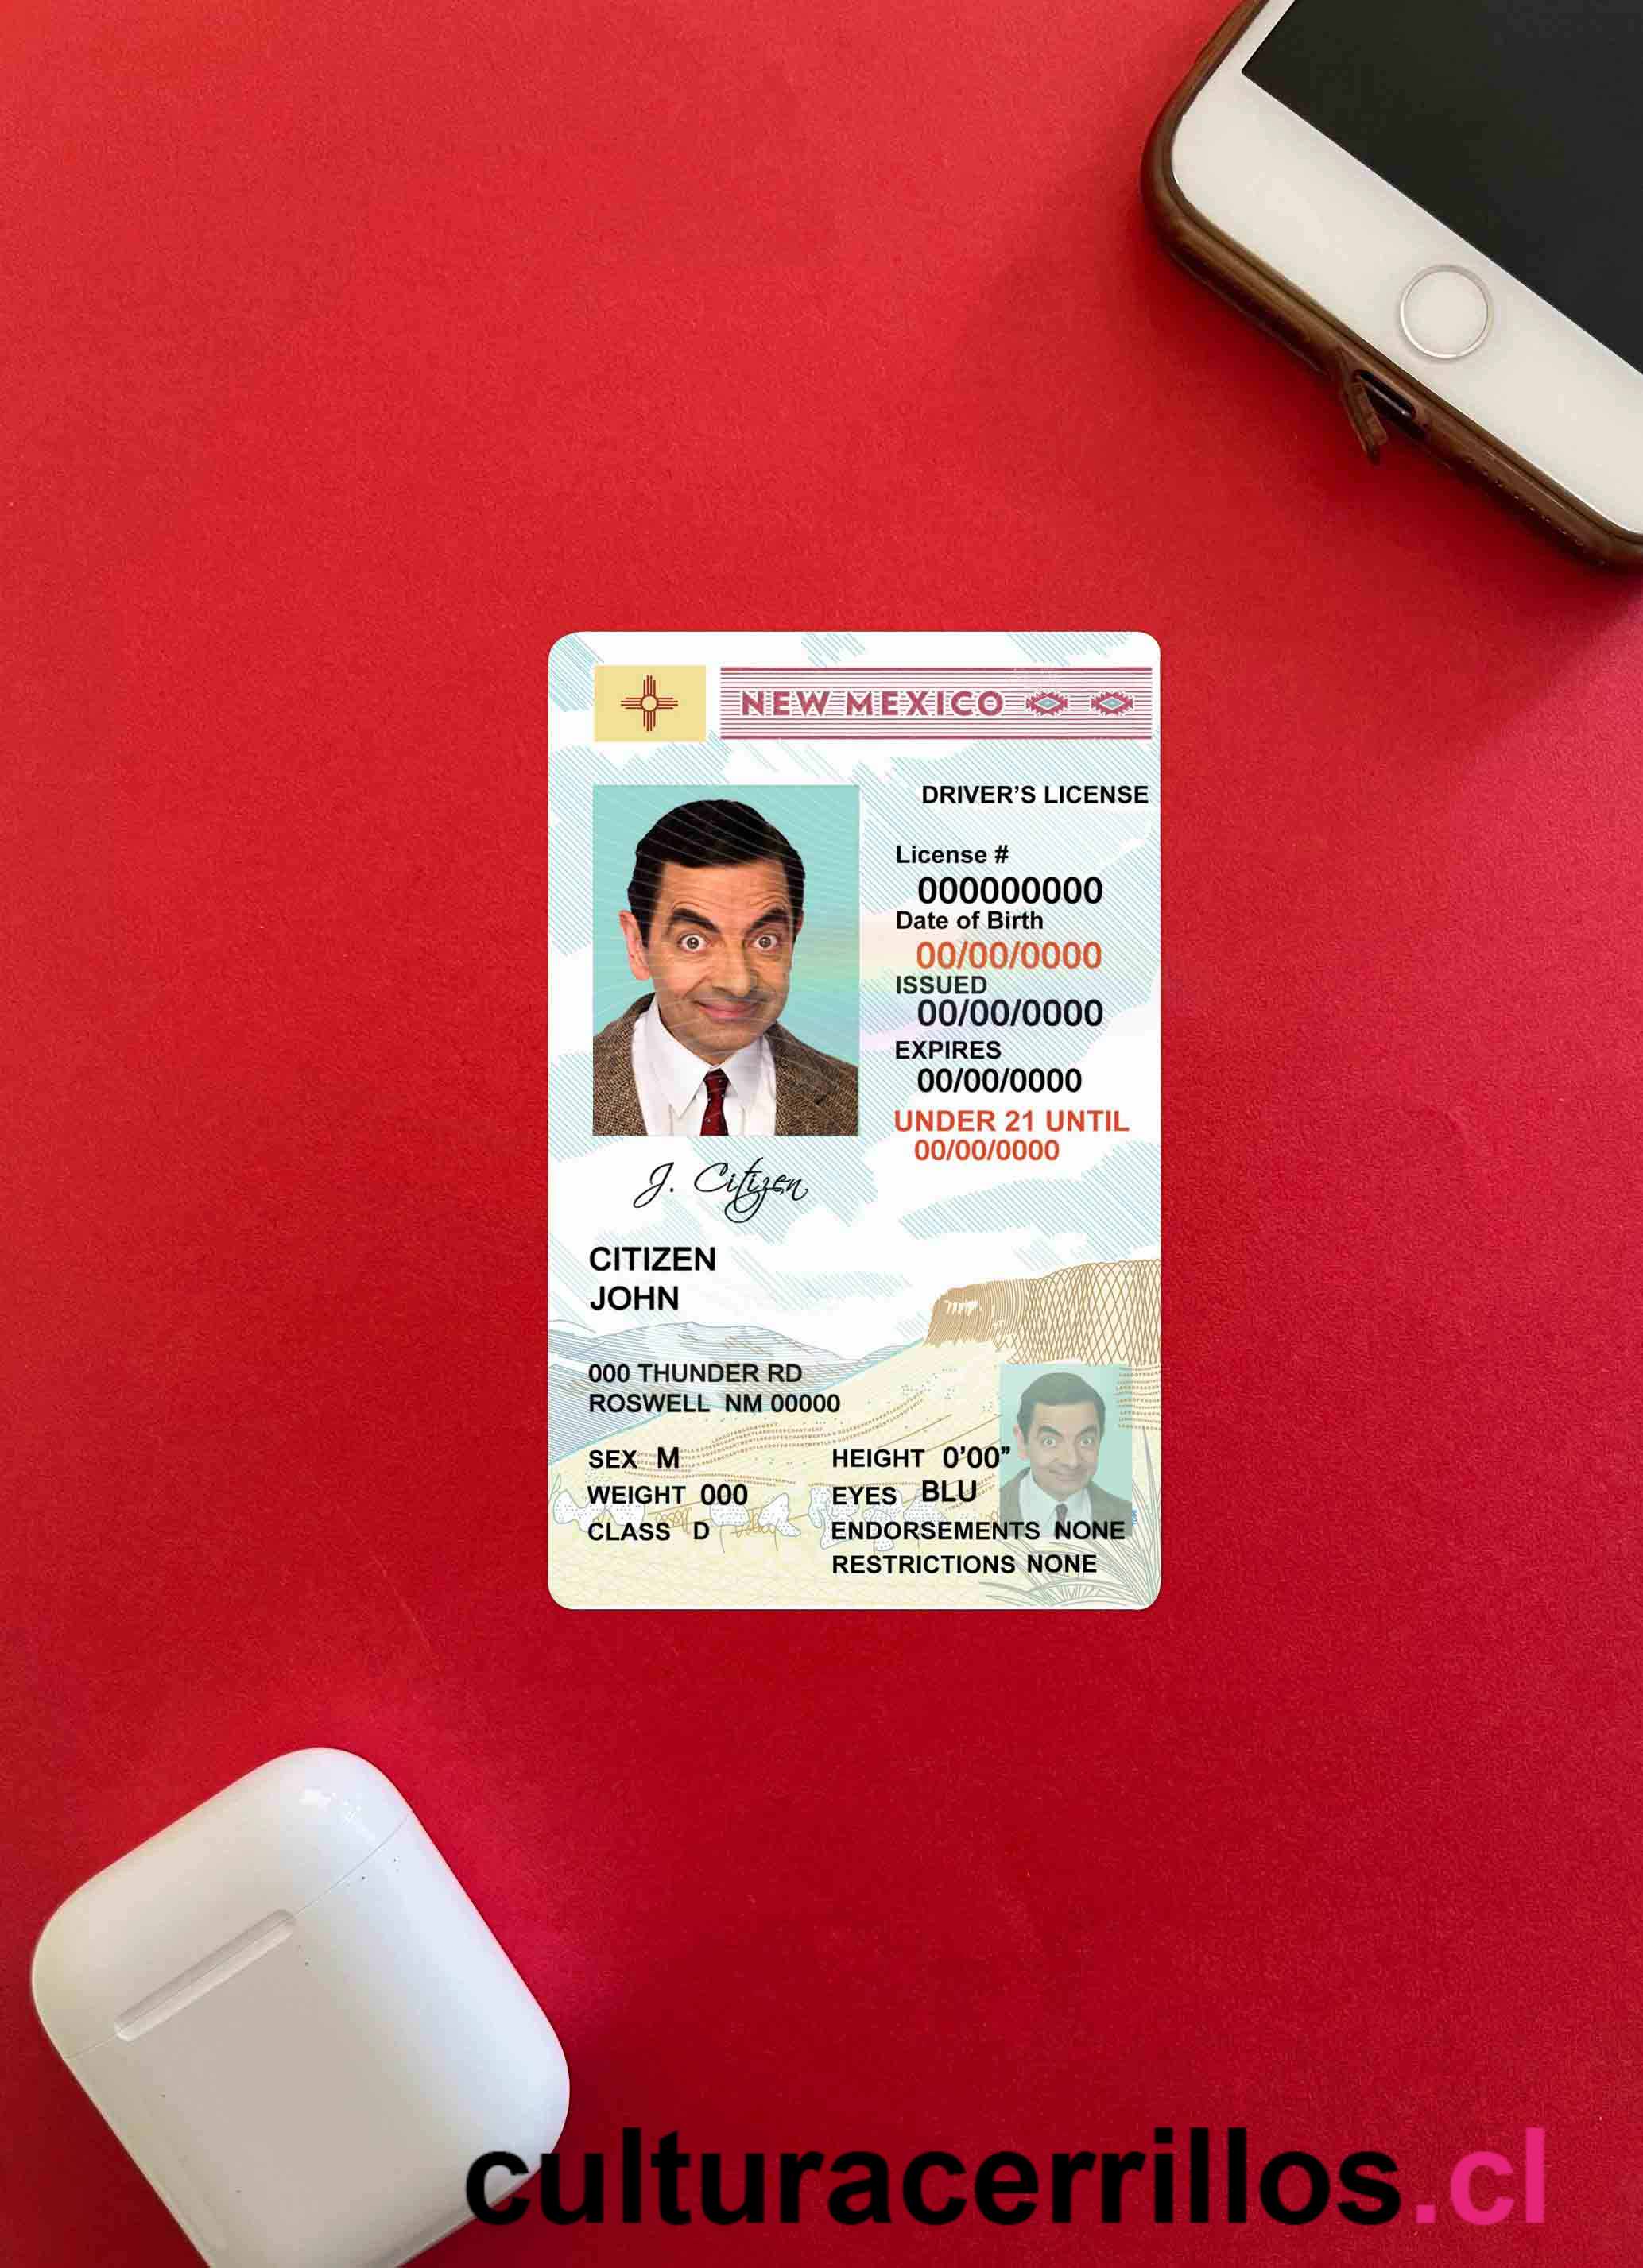 NEW MEXICO
DRIVER'S LICENSE
License #
000000000
Date of Birth
00/00/0000
ISSUED
00/00/0000
EXPIRES
00/00/0000
UNDER 21 UNTIL
00/00/0000
J. Citizen
CITIZEN
JOHN
000 THUNDER RD
ROSWELL NM 00000
SEX M
HEIGHT 0'00"
WEIGHT 000
EYES BLU
CLASS D
ENDORSEMENTS NONE
RESTRICTIONS NONE
culturacerrillos.cl